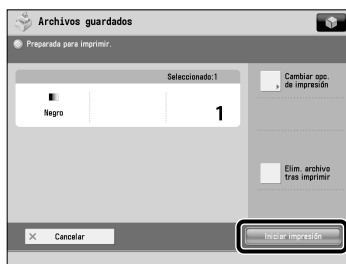 Archivos guardados
Preparada para imprimir.
Seleccionado:1
Negro
1
Cambiar opc.
de impresión
Elim. archivo
tras imprimir
Cancelar
Iniciar impresión